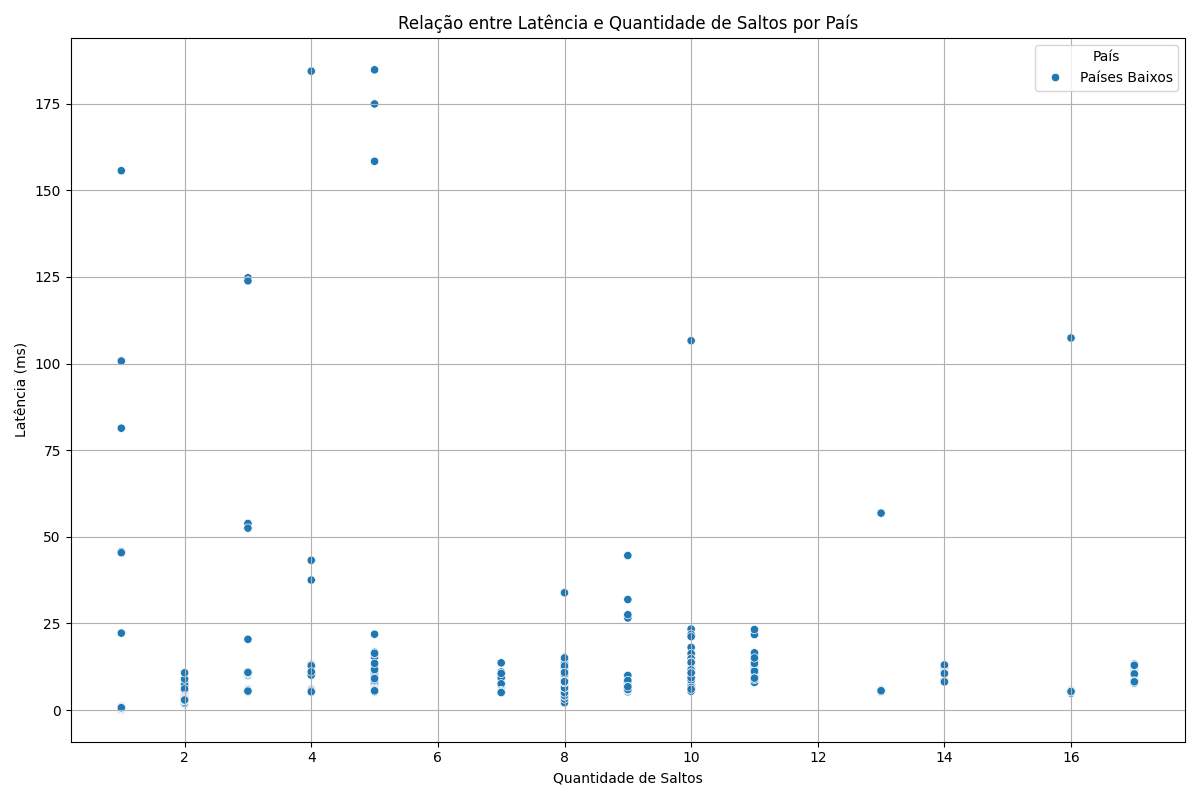 Relação entre Latência e Quantidade de Saltos por País
País
Países Baixos
Latência (ms)
175
150
125
100
75
50
25
0
2 4 6 8 10 12 14 16
Quantidade de Saltos